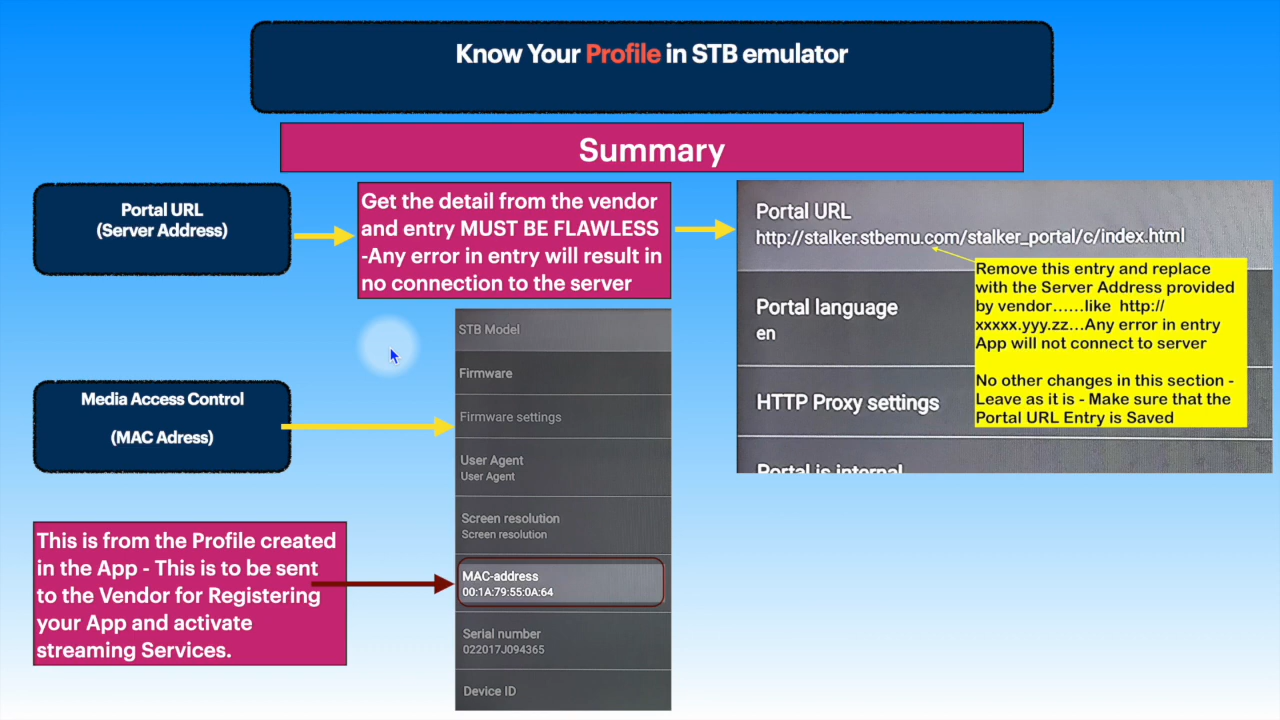 Know Your Profile in STB emulator
Summary
Portal URL
(Server Address)
Get the detail from the vendor
and entry MUST BE FLAWLESS
-Any error in entry will result in
no connection to the server
Portal URL
http://stalker.stbemu.com/stalker_portal/c/index.html
Remove this entry and replace
with the Server Address provided
by vendor......like http://
xxxxx.yyy.zz...Any error in entry
App will not connect to server
No other changes in this section -
Leave as it is - Make sure that the
Portal URL Entry is Saved
Portal language
en
HTTP Proxy settings
Portal is internal
Media Access Control
(MAC Adress)
STB Model
Firmware
Firmware settings
User Agent
User Agent
Screen resolution
Screen resolution
MAC-address
00:1A:79:55:0A:64
Serial number
022017J094365
Device ID
This is from the Profile created
in the App - This is to be sent
to the Vendor for Registering
your App and activate
streaming Services.